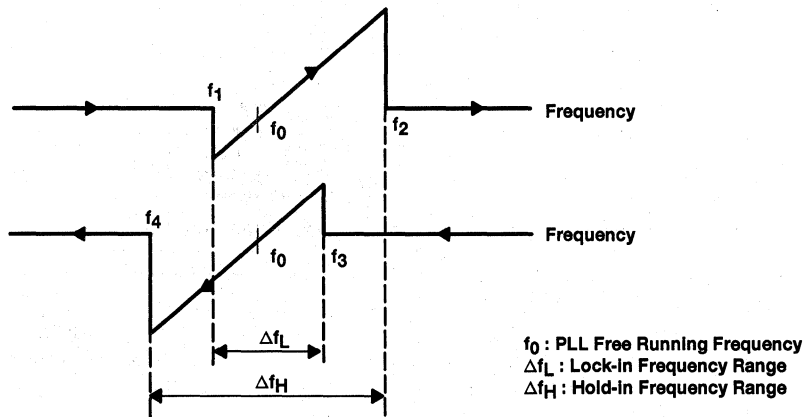 f1
f0
f2
Frequency
f4
f0
f3
Frequency
ΔfL
ΔfH
f0 : PLL Free Running Frequency
ΔfL : Lock-in Frequency Range
ΔfH : Hold-in Frequency Range